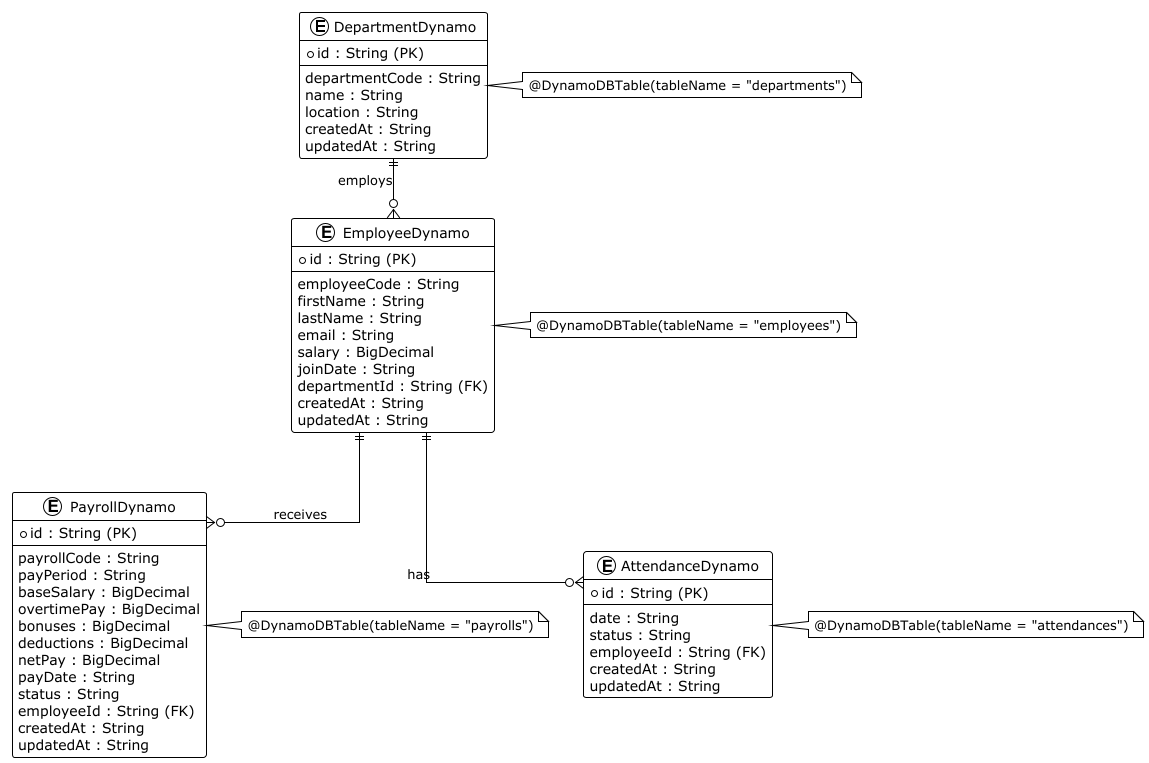 E DepartmentDynamo
id : String (PK)
departmentCode : String
name : String
location : String
createdAt : String
updatedAt : String
@DynamoDBTable(tableName = "departments")
employs
E EmployeeDynamo
id : String (PK)
employeeCode : String
firstName : String
lastName : String
email : String
salary : BigDecimal
joinDate : String
departmentId : String (FK)
createdAt : String
updatedAt : String
@DynamoDBTable(tableName = "employees")
receives
has
E PayrollDynamo
id : String (PK)
payrollCode : String
payPeriod : String
baseSalary : BigDecimal
overtimePay : BigDecimal
bonuses : BigDecimal
deductions : BigDecimal
netPay : BigDecimal
payDate : String
status : String
employeeId : String (FK)
createdAt : String
updatedAt : String
@DynamoDBTable(tableName = "payrolls")
E AttendanceDynamo
id : String (PK)
date : String
status : String
employeeId : String (FK)
createdAt : String
updatedAt : String
@DynamoDBTable(tableName = "attendances")